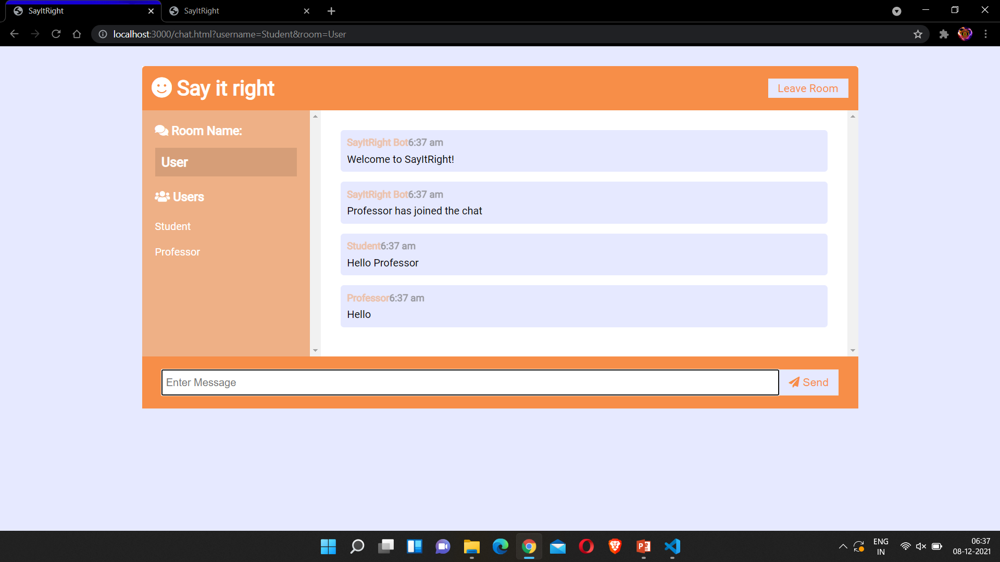 SayItRight
SayItRight
localhost:3000/chat.html?username=Student&room=User
Say it right
Leave Room
Room Name:
User
Users
Student
Professor
SayItRight Bot6:37 am
Welcome to SayItRight!
SayItRight Bot6:37 am
Professor has joined the chat
Student6:37 am
Hello Professor
Professor6:37 am
Hello
Enter Message
Send
ENG
IN
06:37
08-12-2021